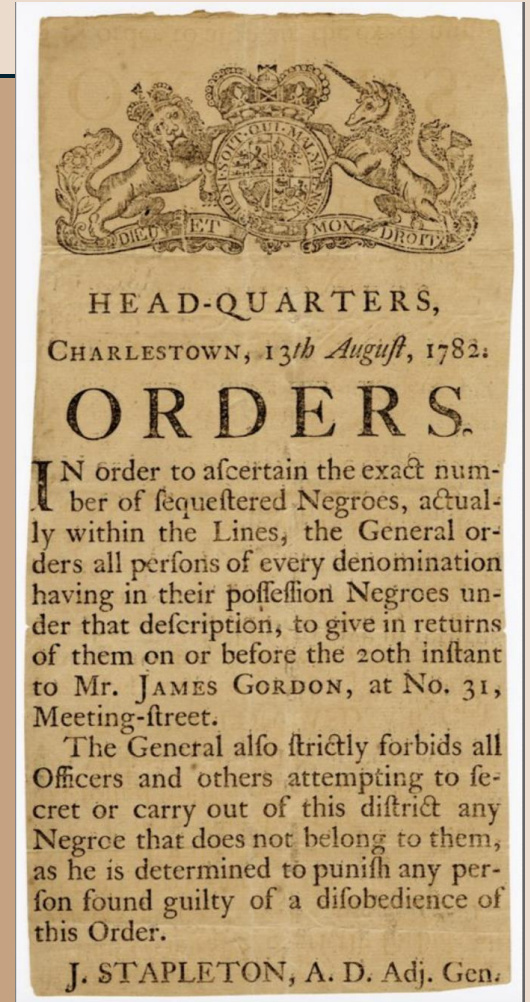 HONI·SOIT·QUI·MAL·Y·PENSE
DIEU ET MON DROIT
HEAD-QUARTERS,
CHARLESTOWN, 13th Auguſt, 1782.
ORDERS.
IN order to aſcertain the exact num-
ber of ſequeſtered Negroes, actual-
ly within the Lines, the General or-
ders all perſons of every denomination
having in their poſſeſſion Negroes un-
der that deſcription, to give in returns
of them on or before the 20th inſtant
to Mr. JAMES GORDON, at No. 31,
Meeting-ſtreet.
The General alſo ſtrictly forbids all
Officers and others attempting to ſe-
cret or carry out of this diſtrict any
Negroe that does not belong to them,
as he is determined to puniſh any per-
ſon found guilty of a diſobedience of
this Order.
J. STAPLETON, A. D. Adj. Gen.